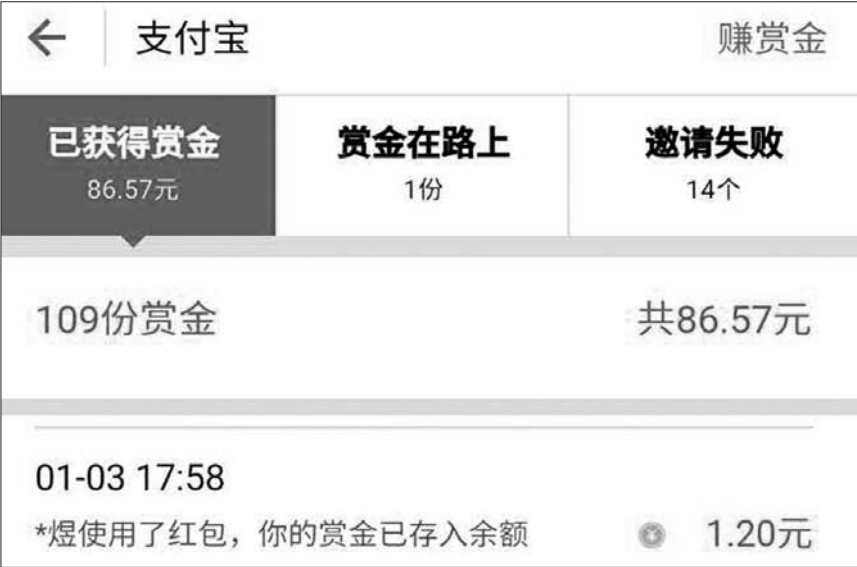 支付宝
赚赏金
已获得赏金
86.57元
赏金在路上
1份
邀请失败
14个
109份赏金
共86.57元
01-03 17:58
*煜使用了红包，你的赏金已存入余额
1.20元